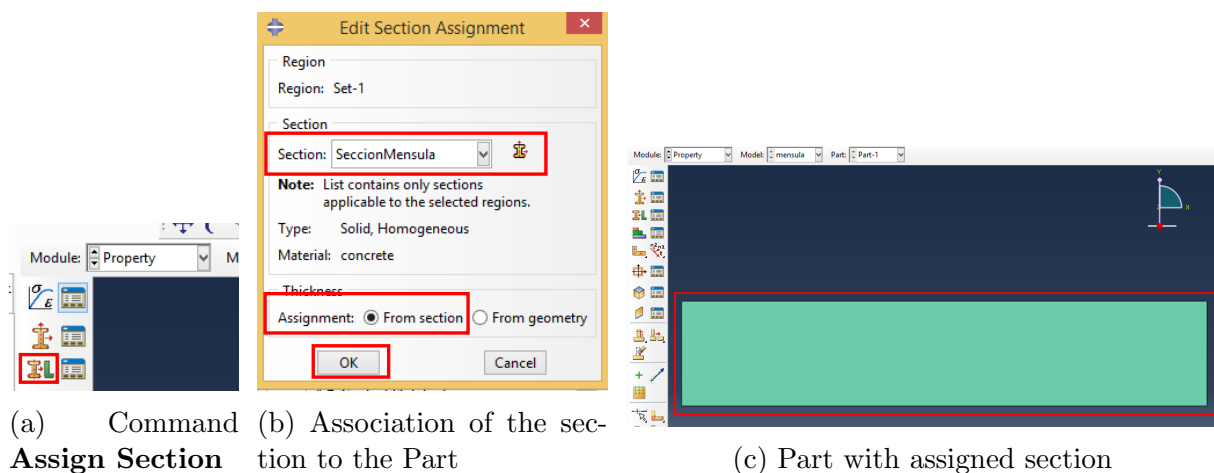 Edit Section Assignment
Region
Region: Set-1
Section
Section: SeccionMensula
Note: List contains only sections
applicable to the selected regions.
Type: Solid, Homogeneous
Material: concrete
Thickness
Assignment: From section From geometry
OK Cancel
Module: Property M
σ ε
Module: Property Model: mensula Part: Part-1
σ ε
Y
X
(a) Command
Assign Section
(b) Association of the sec-
tion to the Part
(c) Part with assigned section